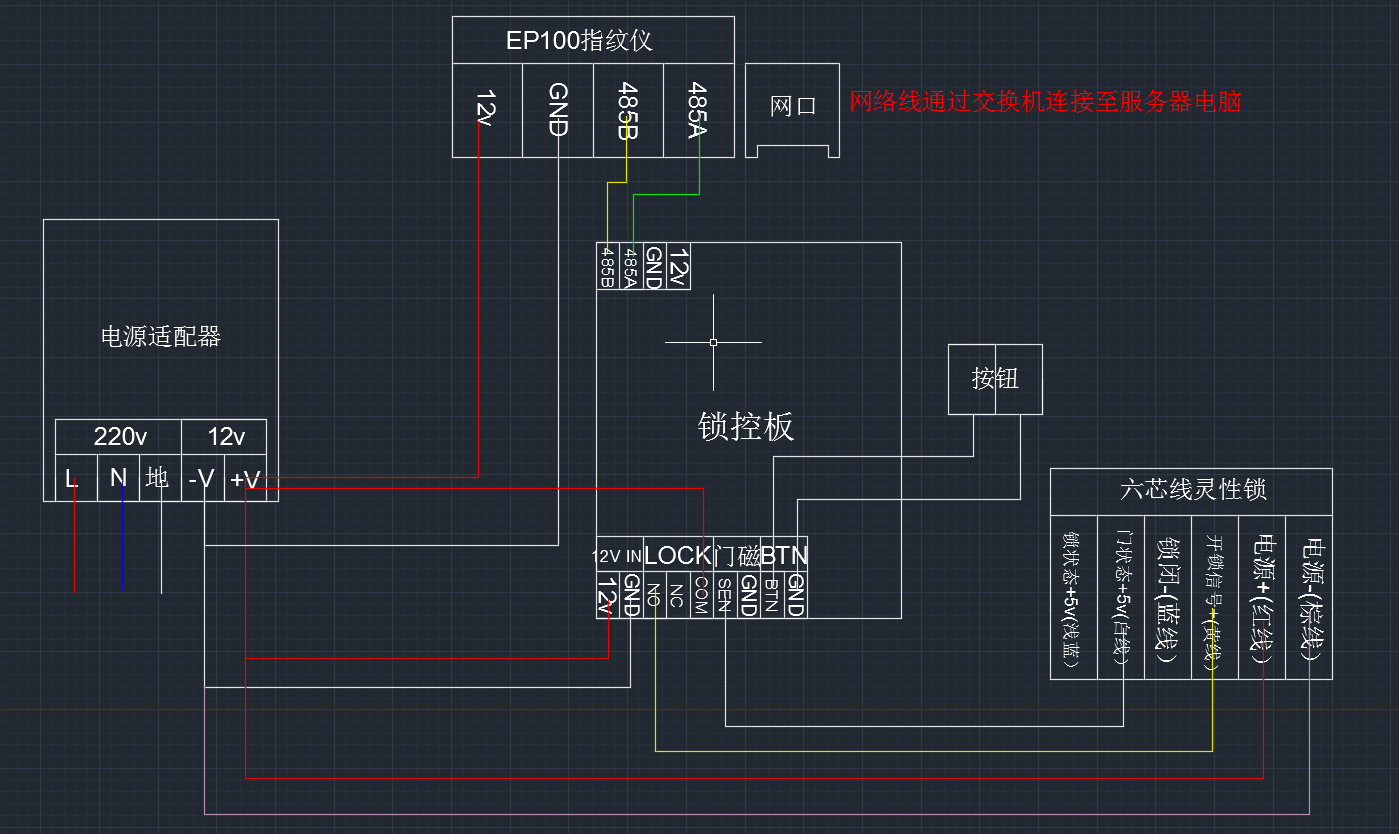 EP100指纹仪
12v
GND
485B
485A
网口
网络线通过交换机连接至服务器电脑
485B
485A
GND
12v
电源适配器
220v
12v
L
N
地
-V
+V
锁控板
按钮
12V IN
LOCK
门磁
BTN
12v
GND
NO
NC
COM
SEN
GND
BTN
GND
六芯线灵性锁
锁状态+5v(浅蓝)
门状态+5v(白线)
锁闭-(蓝线)
开锁信号+(黄线)
电源+(红线)
电源-(棕线)